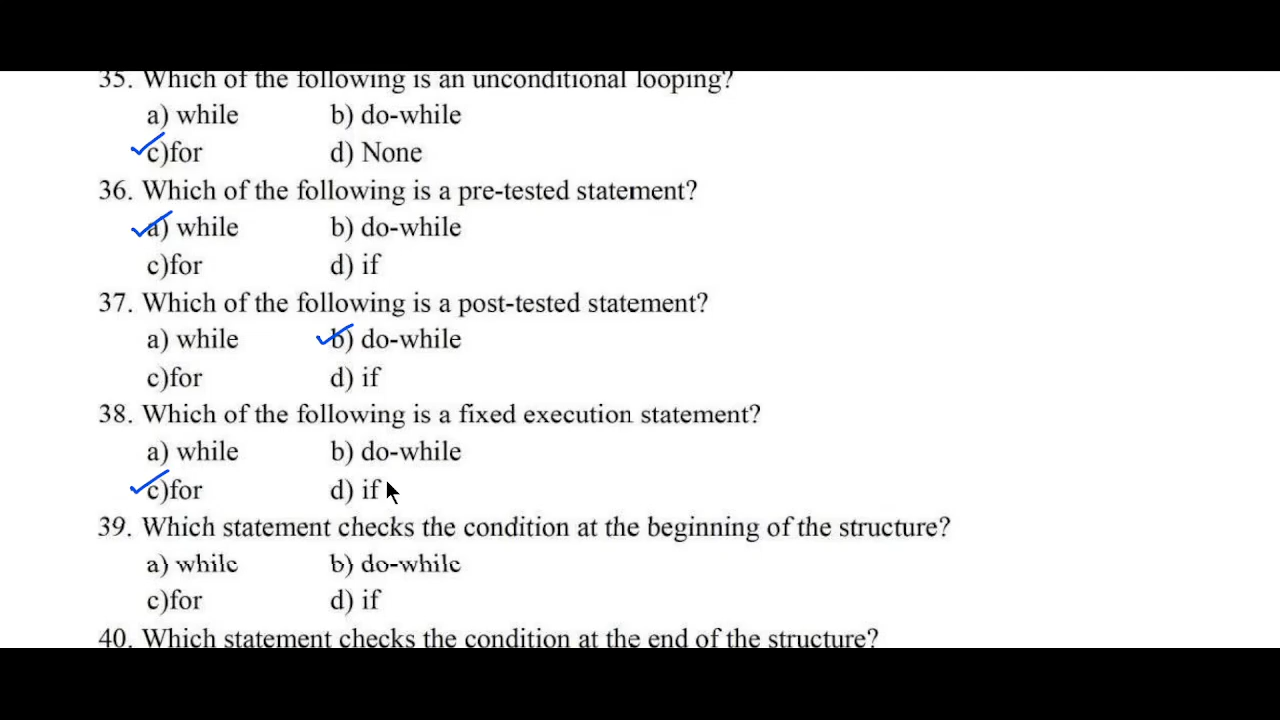 35. Which of the following is an unconditional looping?
a) while b) do-while
c)for d) None
36. Which of the following is a pre-tested statement?
a) while b) do-while
c)for d) if
37. Which of the following is a post-tested statement?
a) while b) do-while
c)for d) if
38. Which of the following is a fixed execution statement?
a) while b) do-while
c)for d) if
39. Which statement checks the condition at the beginning of the structure?
a) while b) do-while
c)for d) if
40. Which statement checks the condition at the end of the structure?